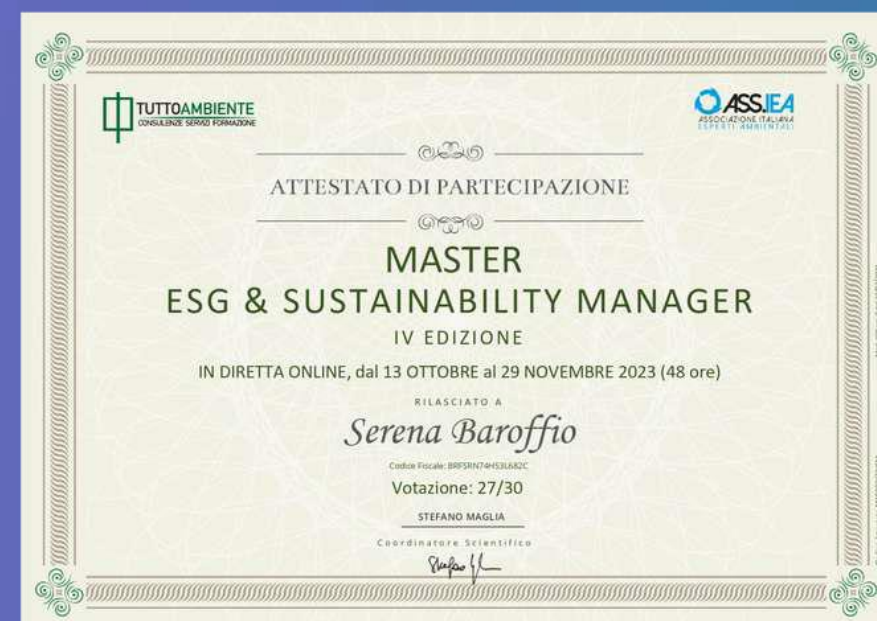 TUTTOAMBIENTE
CONSULENZE SERVIZI FORMAZIONE
ASS.IEA
ASSOCIAZIONE ITALIANA
ESPERTI AMBIENTALI
ATTESTATO DI PARTECIPAZIONE
MASTER
ESG & SUSTAINABILITY MANAGER
IV EDIZIONE
IN DIRETTA ONLINE, dal 13 OTTOBRE al 29 NOVEMBRE 2023 (48 ore)
RILASCIATO A
Serena Baroffio
Codice Fiscale: BRFSRN74H53L682C
Votazione: 27/30
STEFANO MAGLIA
Coordinatore Scientifico